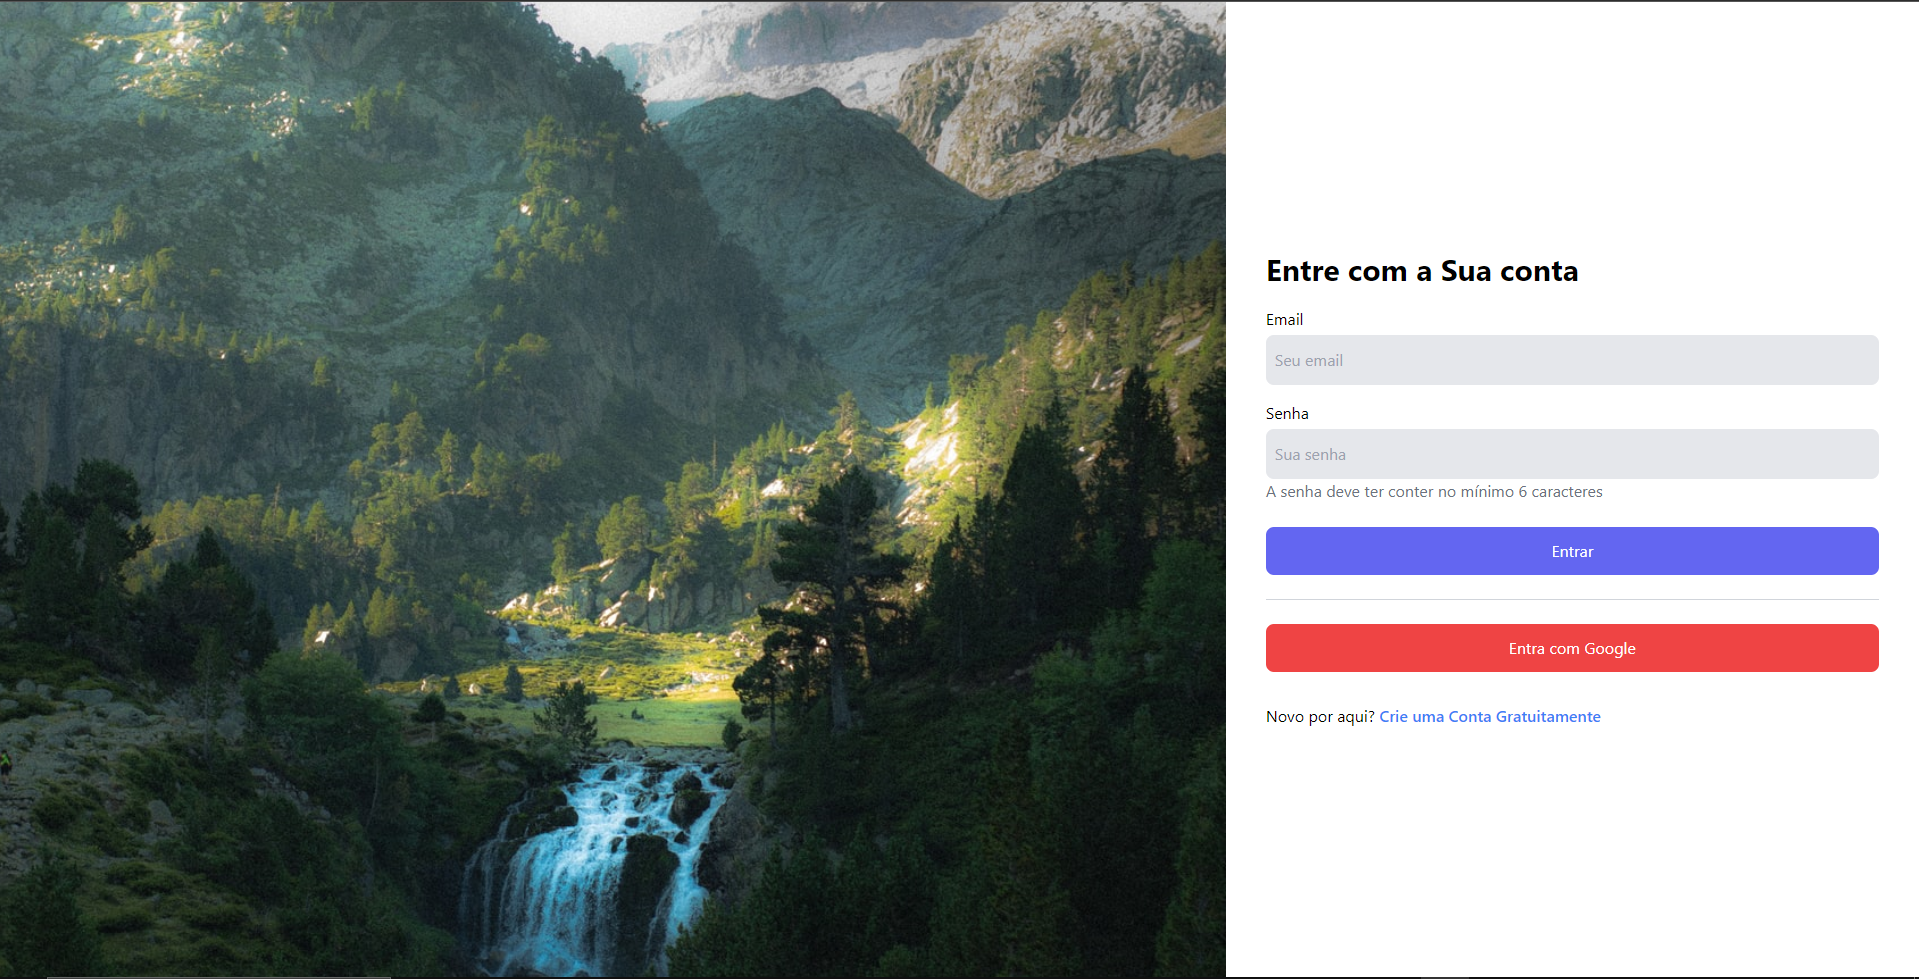 Entre com a Sua conta
Email
Seu email
Senha
Sua senha
A senha deve ter conter no mínimo 6 caracteres
Entrar
Entra com Google
Novo por aqui? Crie uma Conta Gratuitamente